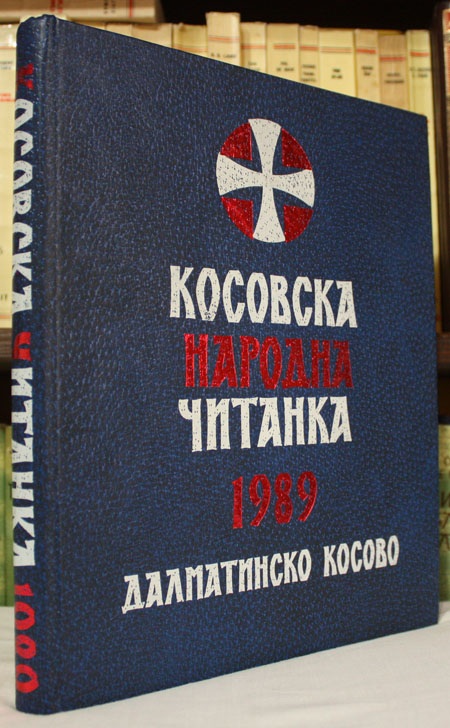 КОСОВСКА
НАРОДНА
ЧИТАНКА
1989
ДАЛМАТИНСКО КОСОВО
КОСОВСКА ЧИТАНКА 1989